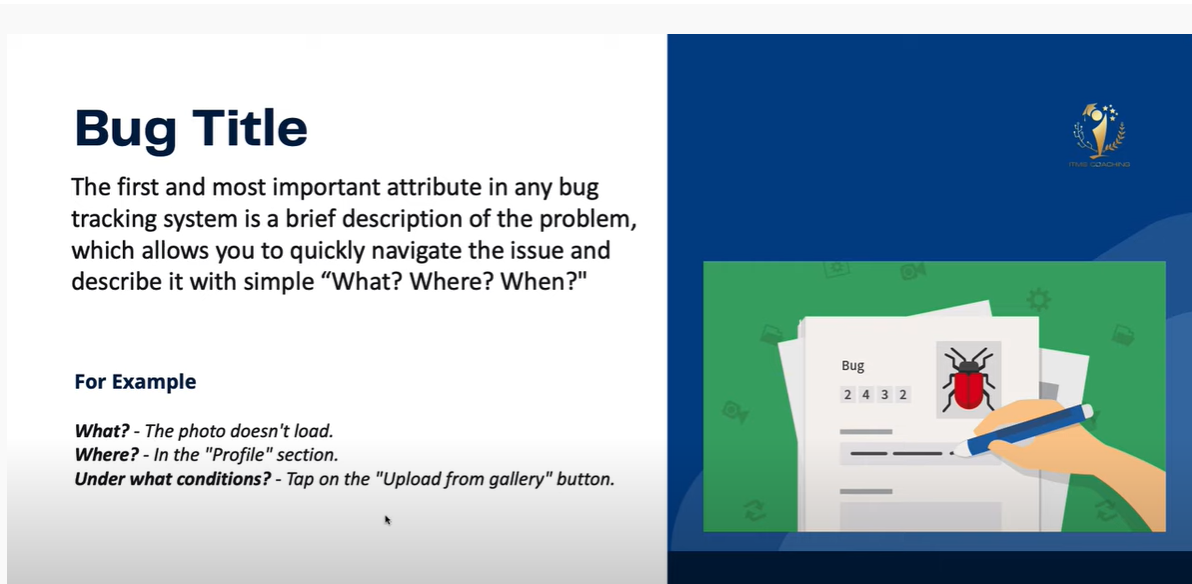 Bug Title
The first and most important attribute in any bug
tracking system is a brief description of the problem,
which allows you to quickly navigate the issue and
describe it with simple “What? Where? When?"
For Example
What? - The photo doesn't load.
Where? - In the "Profile" section.
Under what conditions? - Tap on the "Upload from gallery" button.
COACHING
Bug
2 4 3 2